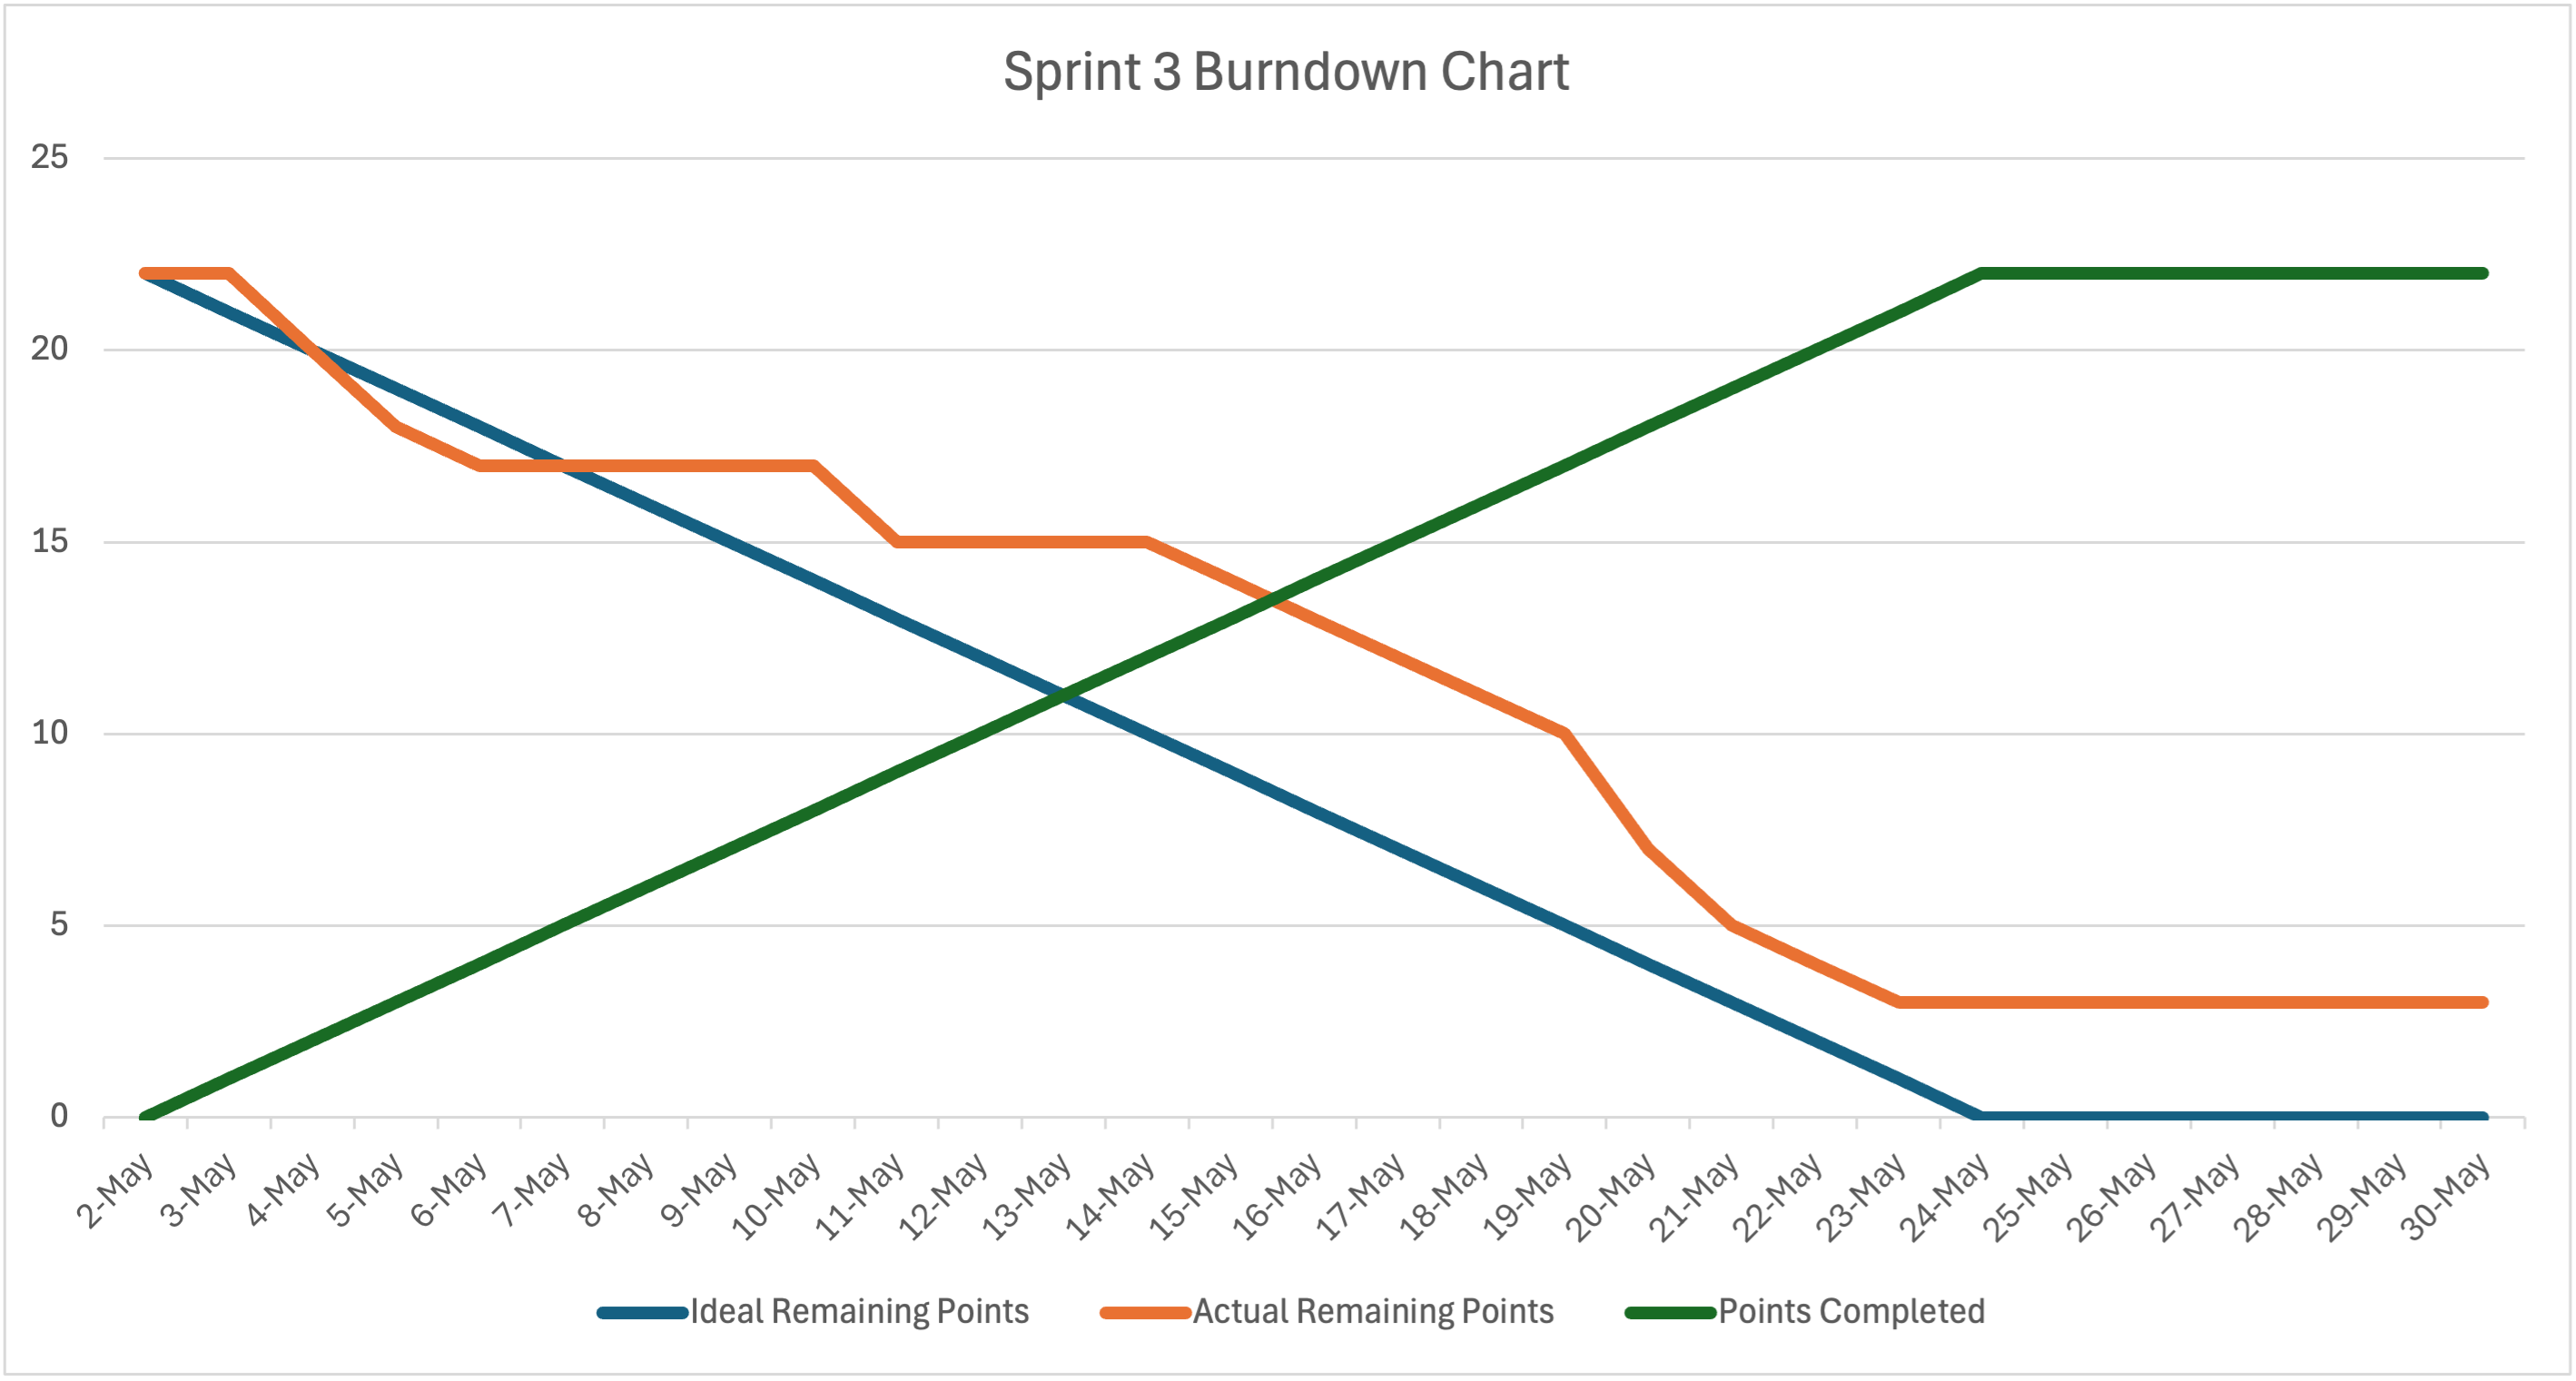 Sprint 3 Burndown Chart
25
20
15
10
5
0
2-May
3-May
4-May
5-May
6-May
7-May
8-May
9-May
10-May
11-May
12-May
13-May
14-May
15-May
16-May
17-May
18-May
19-May
20-May
21-May
22-May
23-May
24-May
25-May
26-May
27-May
28-May
29-May
30-May
Ideal Remaining Points
Actual Remaining Points
Points Completed